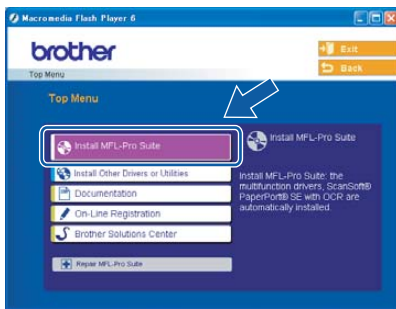 Macromedia Flash Player 6
brother
Exit
Back
Top Menu
Top Menu
Install MFL-Pro Suite
Install Other Drivers or Utilities
Documentation
On-Line Registration
Brother Solutions Center
Repair MFL-Pro Suite
Install MFL-Pro Suite
Install MFL-Pro Suite: the
multifunction drivers, ScanSoft®
PaperPort® SE with OCR are
automatically installed.